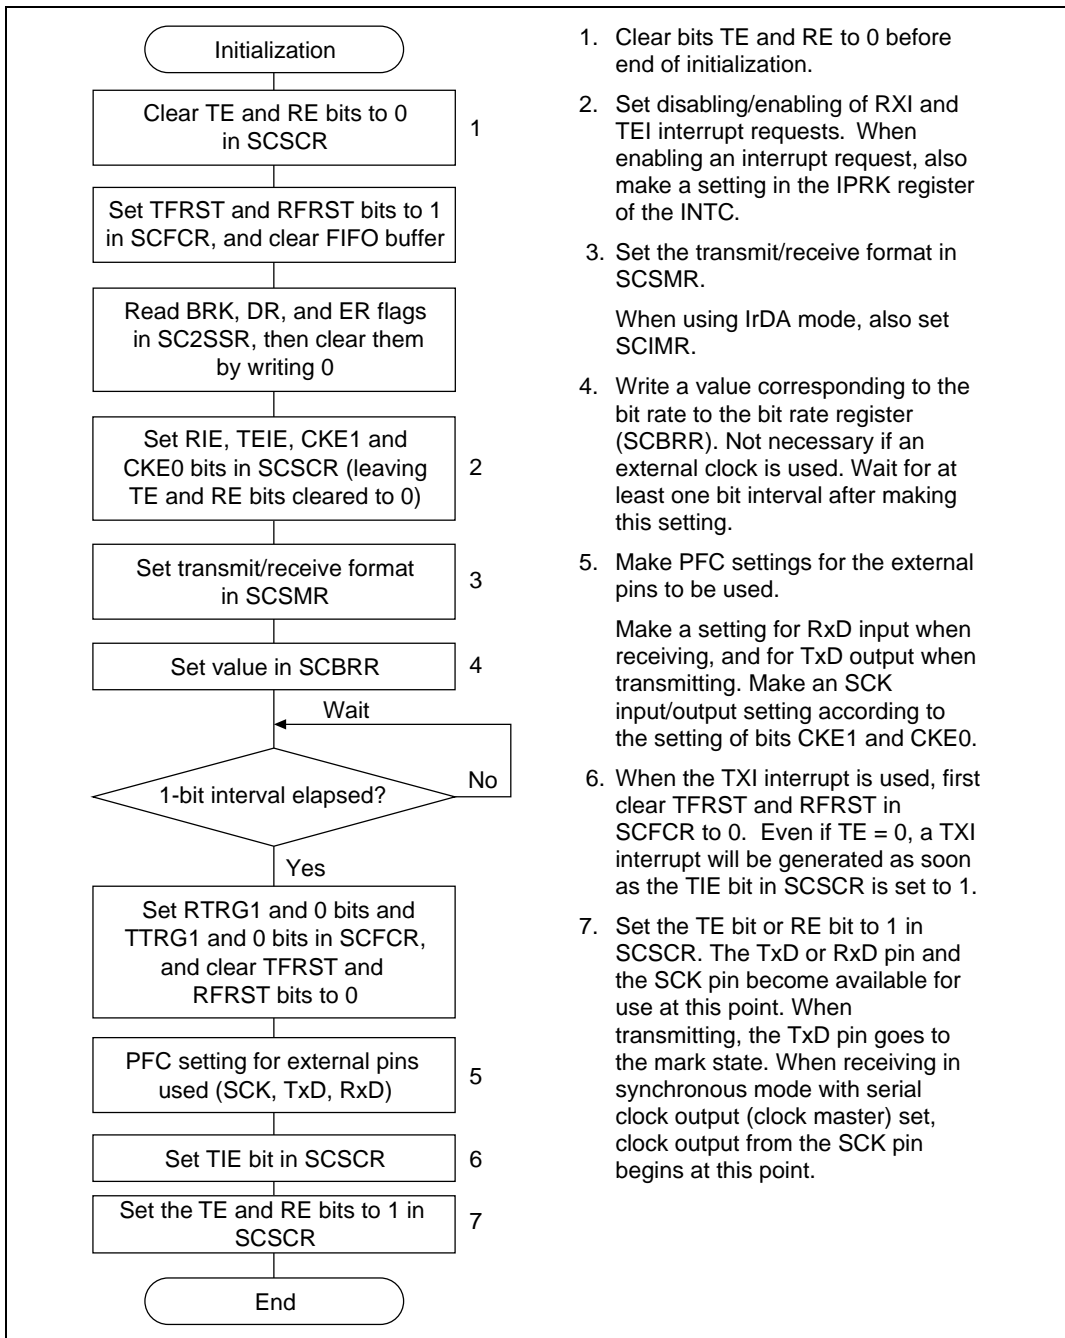 Initialization
Clear TE and RE bits to 0
in SCSCR
1
Set TFRST and RFRST bits to 1
in SCFCR, and clear FIFO buffer
Read BRK, DR, and ER flags
in SC2SSR, then clear them
by writing 0
Set RIE, TEIE, CKE1 and
CKE0 bits in SCSCR (leaving
TE and RE bits cleared to 0)
2
Set transmit/receive format
in SCSMR
3
Set value in SCBRR
4
Wait
1-bit interval elapsed?
No
Yes
Set RTRG1 and 0 bits and
TTRG1 and 0 bits in SCFCR,
and clear TFRST and
RFRST bits to 0
PFC setting for external pins
used (SCK, TxD, RxD)
5
Set TIE bit in SCSCR
6
Set the TE and RE bits to 1 in
SCSCR
7
End
1. Clear bits TE and RE to 0 before
end of initialization.
2. Set disabling/enabling of RXI and
TEI interrupt requests. When
enabling an interrupt request, also
make a setting in the IPRK register
of the INTC.
3. Set the transmit/receive format in
SCSMR.
When using IrDA mode, also set
SCIMR.
4. Write a value corresponding to the
bit rate to the bit rate register
(SCBRR). Not necessary if an
external clock is used. Wait for at
least one bit interval after making
this setting.
5. Make PFC settings for the external
pins to be used.
Make a setting for RxD input when
receiving, and for TxD output when
transmitting. Make an SCK
input/output setting according to
the setting of bits CKE1 and CKE0.
6. When the TXI interrupt is used, first
clear TFRST and RFRST in
SCFCR to 0. Even if TE = 0, a TXI
interrupt will be generated as soon
as the TIE bit in SCSCR is set to 1.
7. Set the TE bit or RE bit to 1 in
SCSCR. The TxD or RxD pin and
the SCK pin become available for
use at this point. When
transmitting, the TxD pin goes to
the mark state. When receiving in
synchronous mode with serial
clock output (clock master) set,
clock output from the SCK pin
begins at this point.